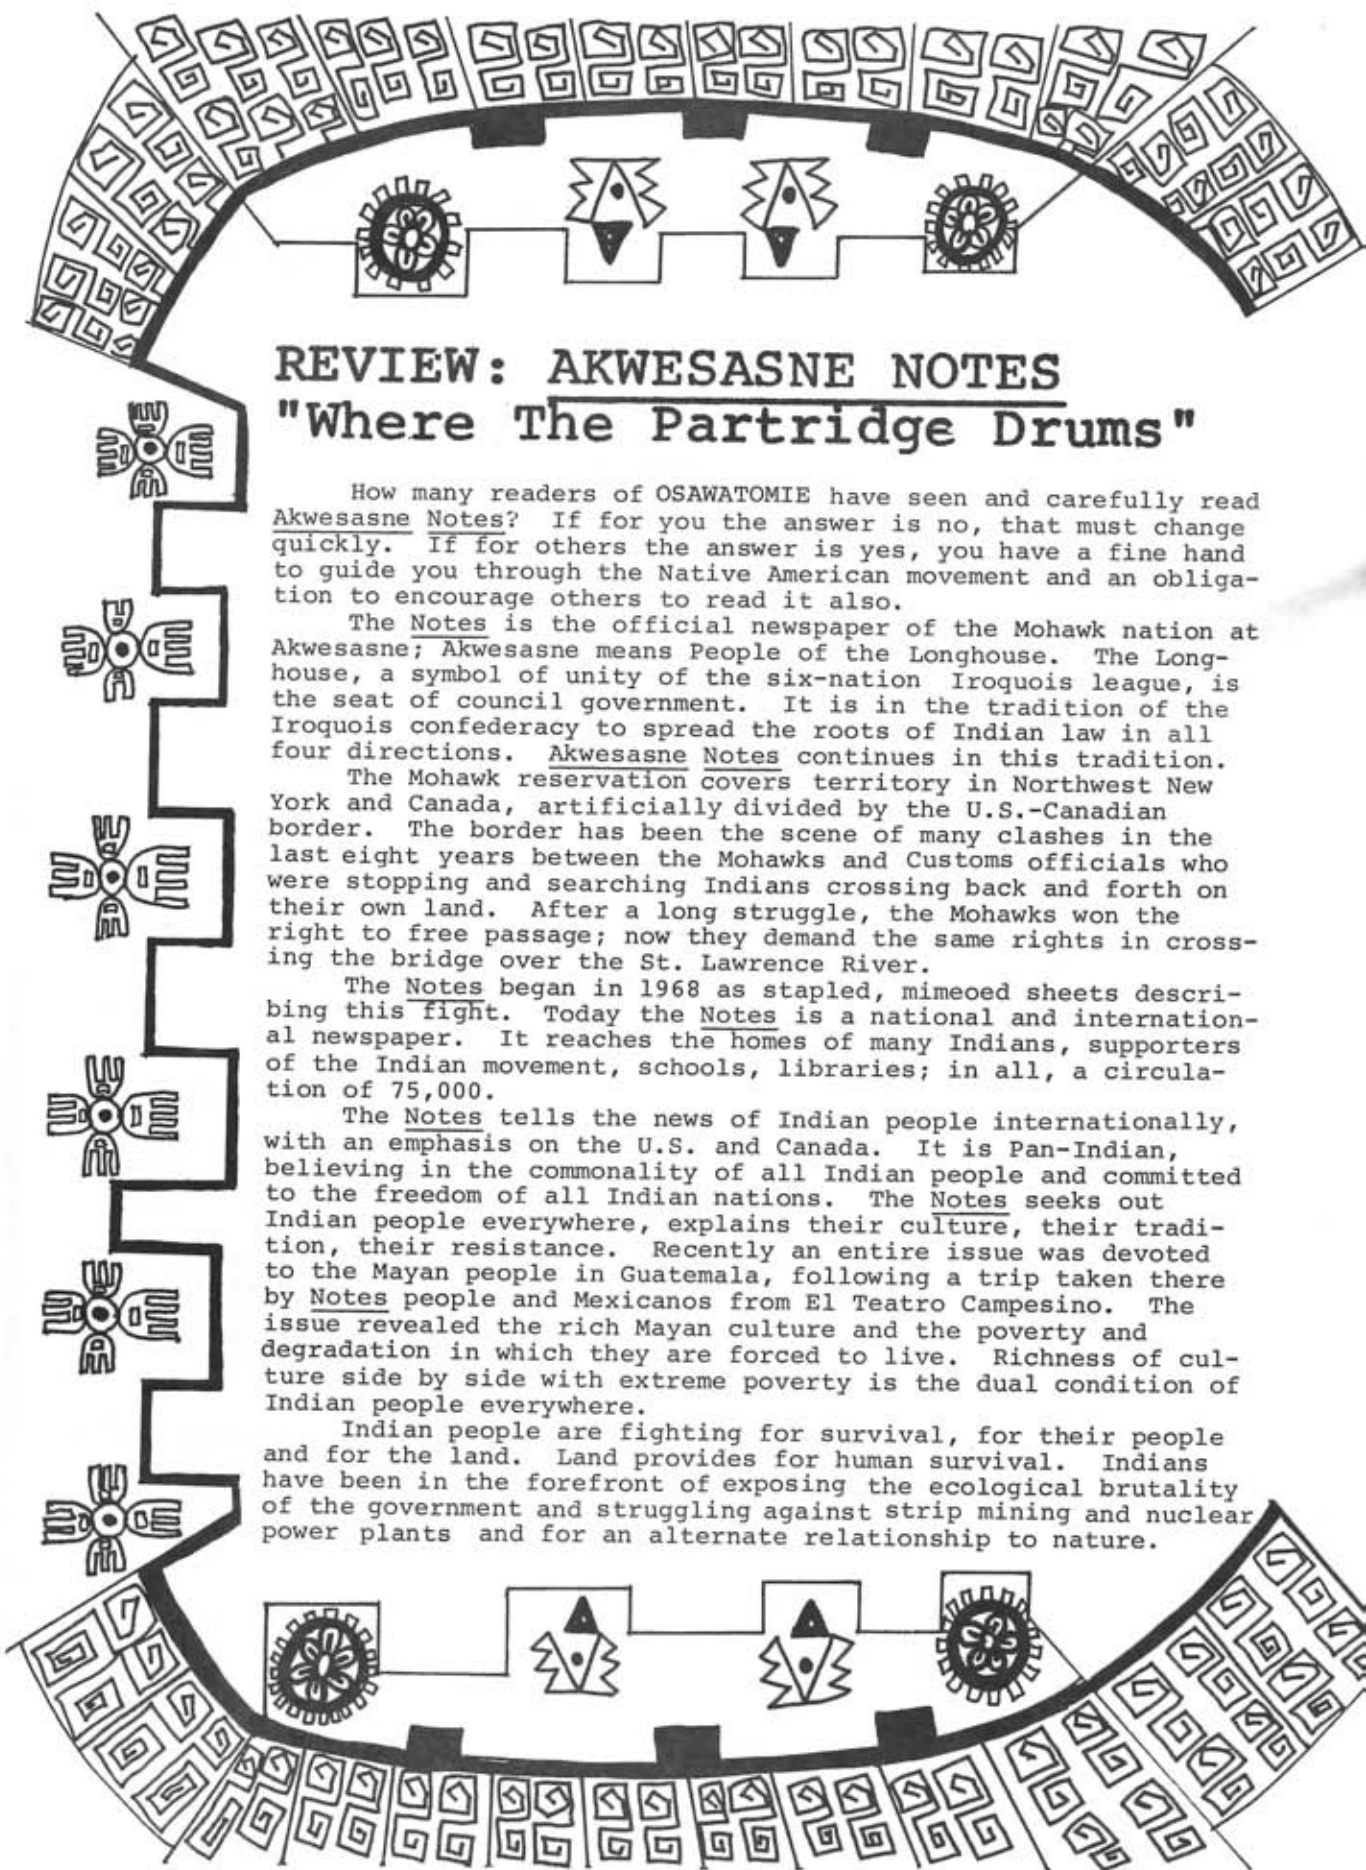 REVIEW: AKWESASNE NOTES
"Where The Partridge Drums"
How many readers of OSAWATOMIE have seen and carefully read
Akwesasne Notes? If for you the answer is no, that must change
quickly. If for others the answer is yes, you have a fine hand
to guide you through the Native American movement and an obliga-
tion to encourage others to read it also.
The Notes is the official newspaper of the Mohawk nation at
Akwesasne; Akwesasne means People of the Longhouse. The Long-
house, a symbol of unity of the six-nation Iroquois league, is
the seat of council government. It is in the tradition of the
Iroquois confederacy to spread the roots of Indian law in all
four directions. Akwesasne Notes continues in this tradition.
The Mohawk reservation covers territory in Northwest New
York and Canada, artificially divided by the U.S.-Canadian
border. The border has been the scene of many clashes in the
last eight years between the Mohawks and Customs officials who
were stopping and searching Indians crossing back and forth on
their own land. After a long struggle, the Mohawks won the
right to free passage; now they demand the same rights in cross-
ing the bridge over the St. Lawrence River.
The Notes began in 1968 as stapled, mimeoed sheets descri-
bing this fight. Today the Notes is a national and internation-
al newspaper. It reaches the homes of many Indians, supporters
of the Indian movement, schools, libraries; in all, a circula-
tion of 75,000.
The Notes tells the news of Indian people internationally,
with an emphasis on the U.S. and Canada. It is Pan-Indian,
believing in the commonality of all Indian people and committed
to the freedom of all Indian nations. The Notes seeks out
Indian people everywhere, explains their culture, their tradi-
tion, their resistance. Recently an entire issue was devoted
to the Mayan people in Guatemala, following a trip taken there
by Notes people and Mexicanos from El Teatro Campesino. The
issue revealed the rich Mayan culture and the poverty and
degradation in which they are forced to live. Richness of cul-
ture side by side with extreme poverty is the dual condition of
Indian people everywhere.
Indian people are fighting for survival, for their people
and for the land. Land provides for human survival. Indians
have been in the forefront of exposing the ecological brutality
of the government and struggling against strip mining and nuclear
power plants and for an alternate relationship to nature.